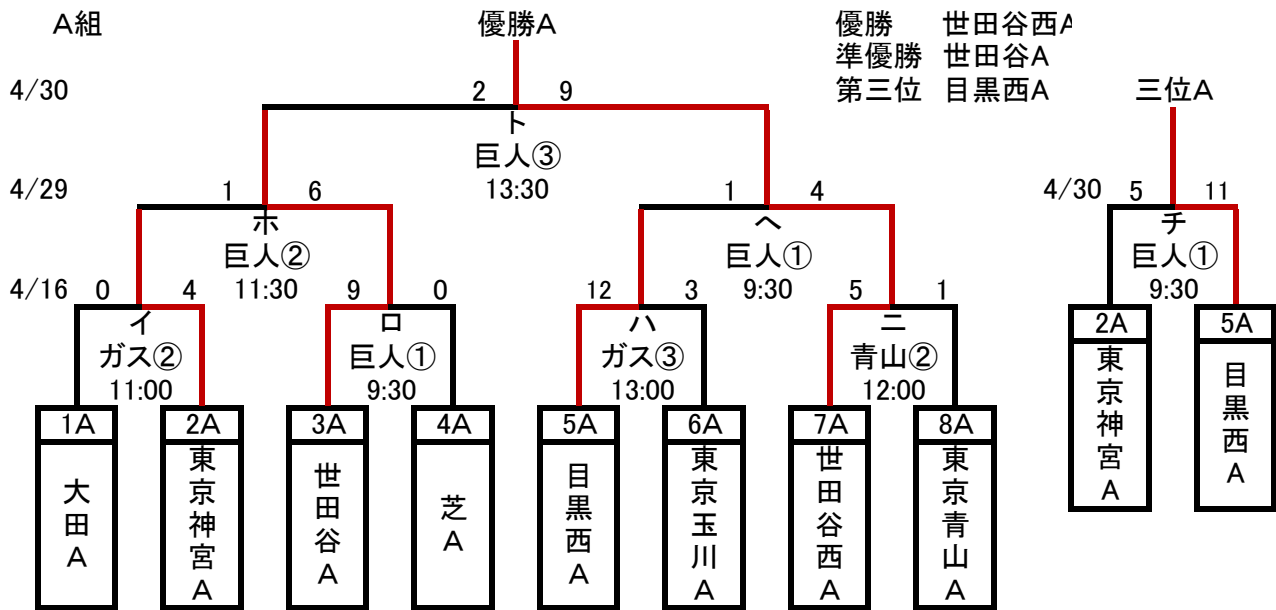 A組
優勝A
優勝 世田谷西A
準優勝 世田谷A
第三位 目黒西A
4/30
2 9
ト
巨人③
13:30
三位A
4/29
1 6
ホ
巨人②
11:30
1 4
ヘ
巨人①
9:30
4/30
5 11
チ
巨人①
9:30
4/16
0 4
イ
ガス②
11:00
9 0
ロ
巨人①
9:30
12 3
ハ
ガス③
13:00
5 1
ニ
青山②
12:00
2A
東京神宮A
5A
目黒西A
1A
大田A
2A
東京神宮A
3A
世田谷A
4A
芝A
5A
目黒西A
6A
東京玉川A
7A
世田谷西A
8A
東京青山A